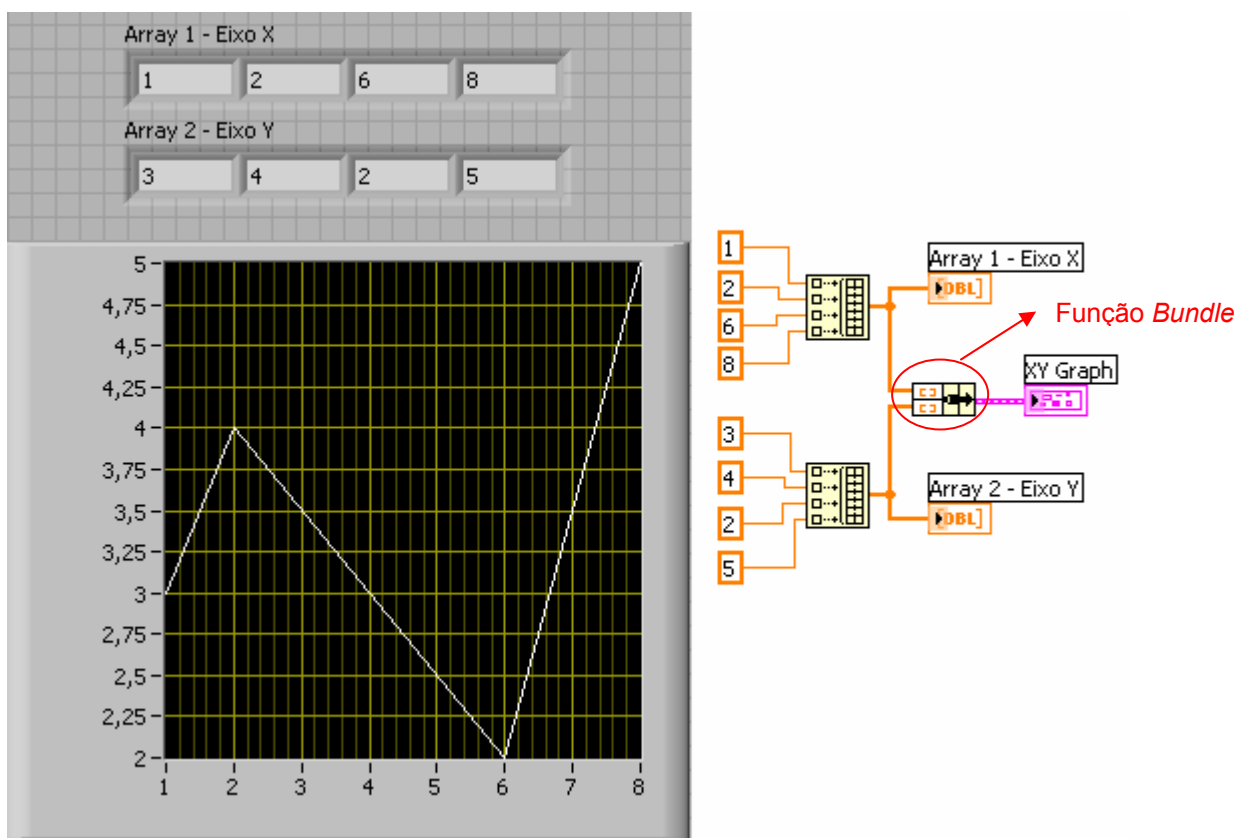 Array 1 - Eixo X
1 2 6 8
Array 2 - Eixo Y
3 4 2 5
5
4,75
4,5
4,25
4
3,75
3,5
3,25
3
2,75
2,5
2,25
2
1 2 3 4 5 6 7 8
1
2
6
8
Array 1 - Eixo X
DBL]
Função Bundle
XY Graph
3
4
2
5
Array 2 - Eixo Y
[DBL]